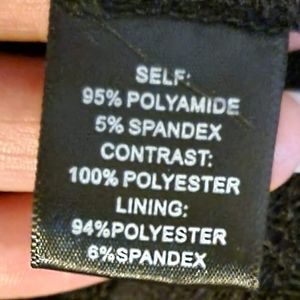 SELF:
95% POLYAMIDE
5% SPANDEX
CONTRAST:
100% POLYESTER
LINING:
94%POLYESTER
6%SPANDEX